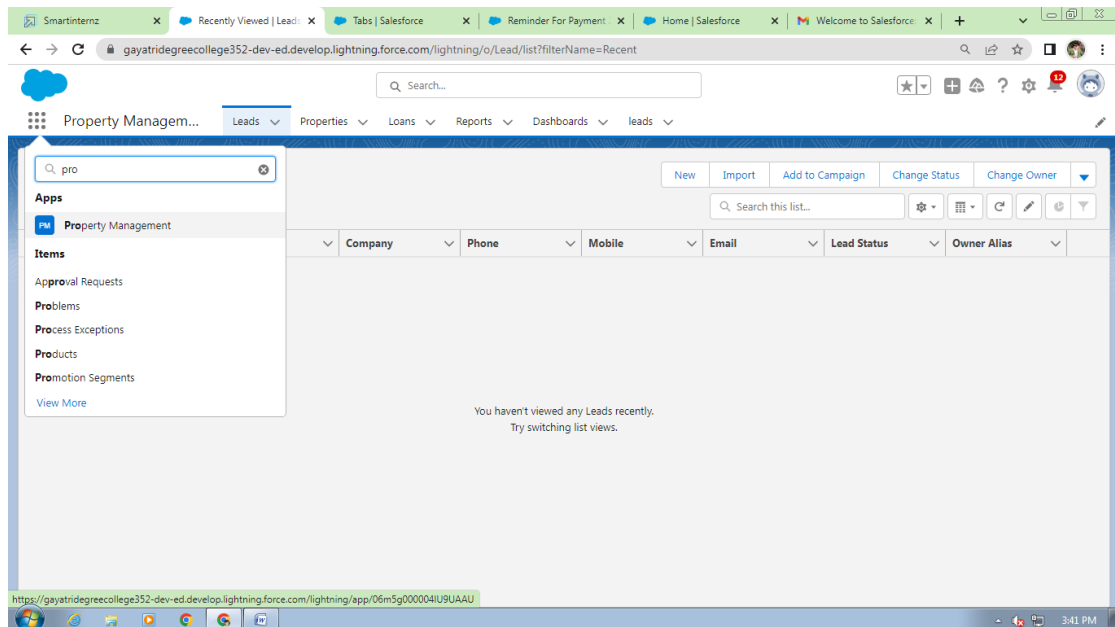 Smartinternz
Recently Viewed | Leads
Tabs | Salesforce
Reminder For Payment
Home | Salesforce
Welcome to Salesforce:
gayatridegreecollege352-dev-ed.develop.lightning.force.com/lightning/o/Lead/list?filterName=Recent
Search...
12
Property Managem... Leads Properties Loans Reports Dashboards leads
pro
New Import Add to Campaign Change Status Change Owner
Apps
Search this list...
PM Property Management
Items
Company Phone Mobile Email Lead Status Owner Alias
Approval Requests
Problems
Process Exceptions
Products
Promotion Segments
View More
You haven't viewed any Leads recently.
Try switching list views.
https://gayatridegreecollege352-dev-ed.develop.lightning.force.com/lightning/app/06m5g000004IU9UAAU
3:41 PM